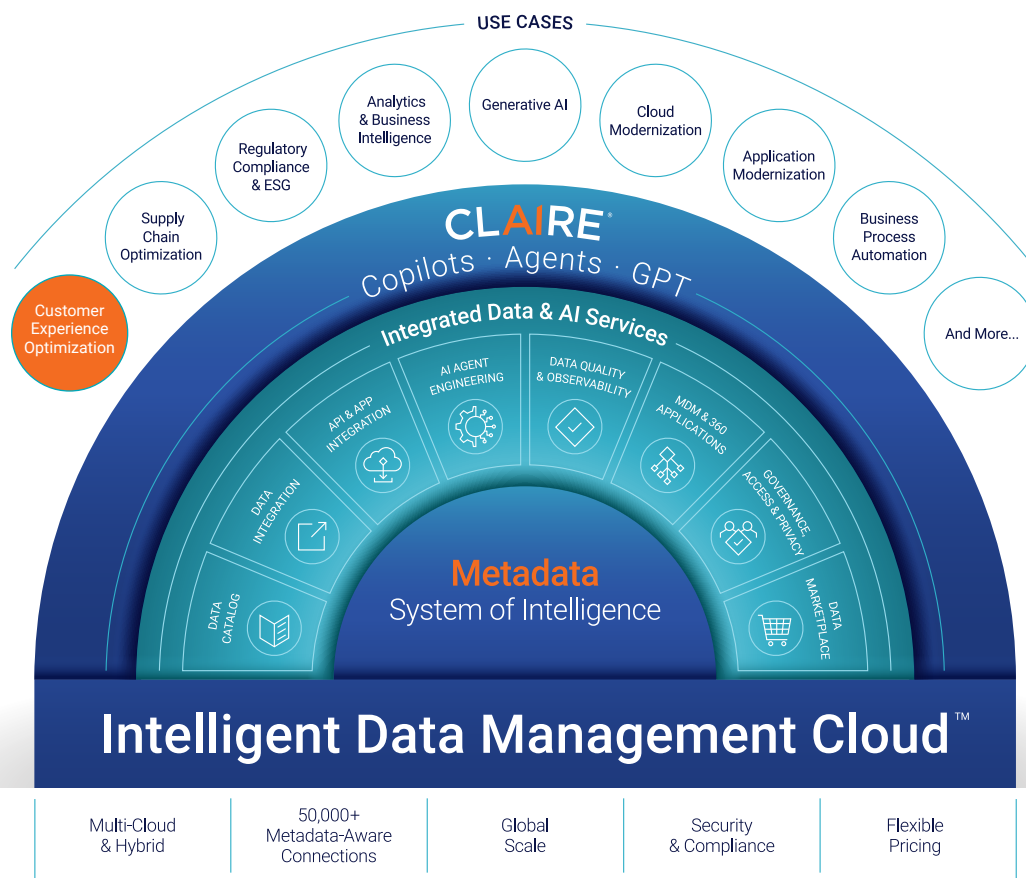 USE CASES
Customer
Experience
Optimization
Supply
Chain
Optimization
Regulatory
Compliance
& ESG
Analytics
& Business
Intelligence
Generative AI
Cloud
Modernization
Application
Modernization
Business
Process
Automation
And More...
CLAIRE®
Copilots · Agents · GPT
Integrated Data & AI Services
DATA
CATALOG
DATA
INTEGRATION
API & APP
INTEGRATION
AI AGENT
ENGINEERING
DATA QUALITY
& OBSERVABILITY
MDM & 360
APPLICATIONS
GOVERNANCE,
ACCESS & PRIVACY
DATA
MARKETPLACE
Metadata
System of Intelligence
Intelligent Data Management Cloud™
Multi-Cloud
& Hybrid
50,000+
Metadata-Aware
Connections
Global
Scale
Security
& Compliance
Flexible
Pricing